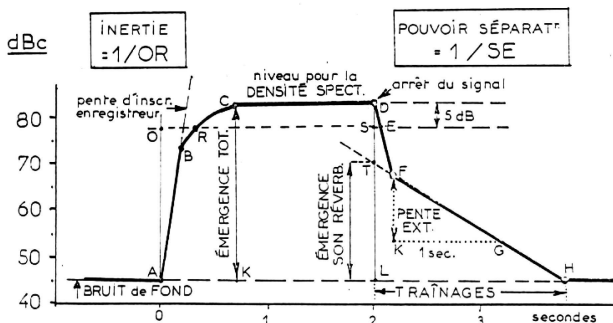 dBc
INERTIE
=1/OR
POUVOIR SÉPARATR
= 1/SE
niveau pour la
DENSITÉ SPECT.
arrêt du signal
pente d'inscr.
enregistreur
C
D
80
O
R
S
E
5 dB
B
70
T
F
60
ÉMERGENCE TOT.
ÉMERGENCE
SON RÉVERB.
PENTE
EXT.
K
G
1 sec.
50
A
K
L
H
BRUIT de FOND
TRAÎNAGES
40
0
1
2
3
secondes